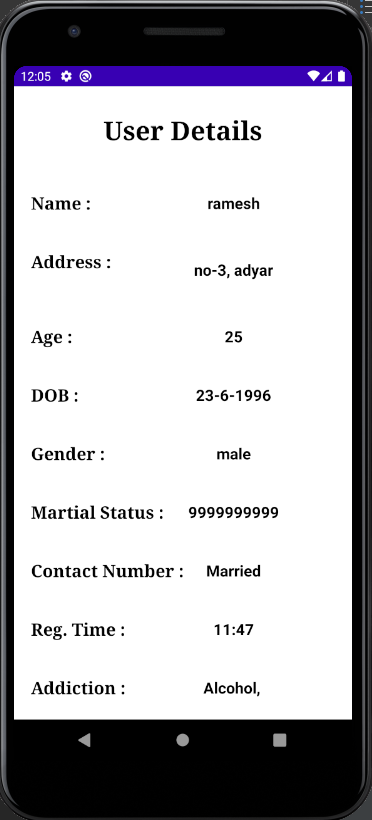 12:05
User Details
Name : ramesh
Address : no-3, adyar
Age : 25
DOB : 23-6-1996
Gender : male
Martial Status : 9999999999
Contact Number : Married
Reg. Time : 11:47
Addiction : Alcohol,